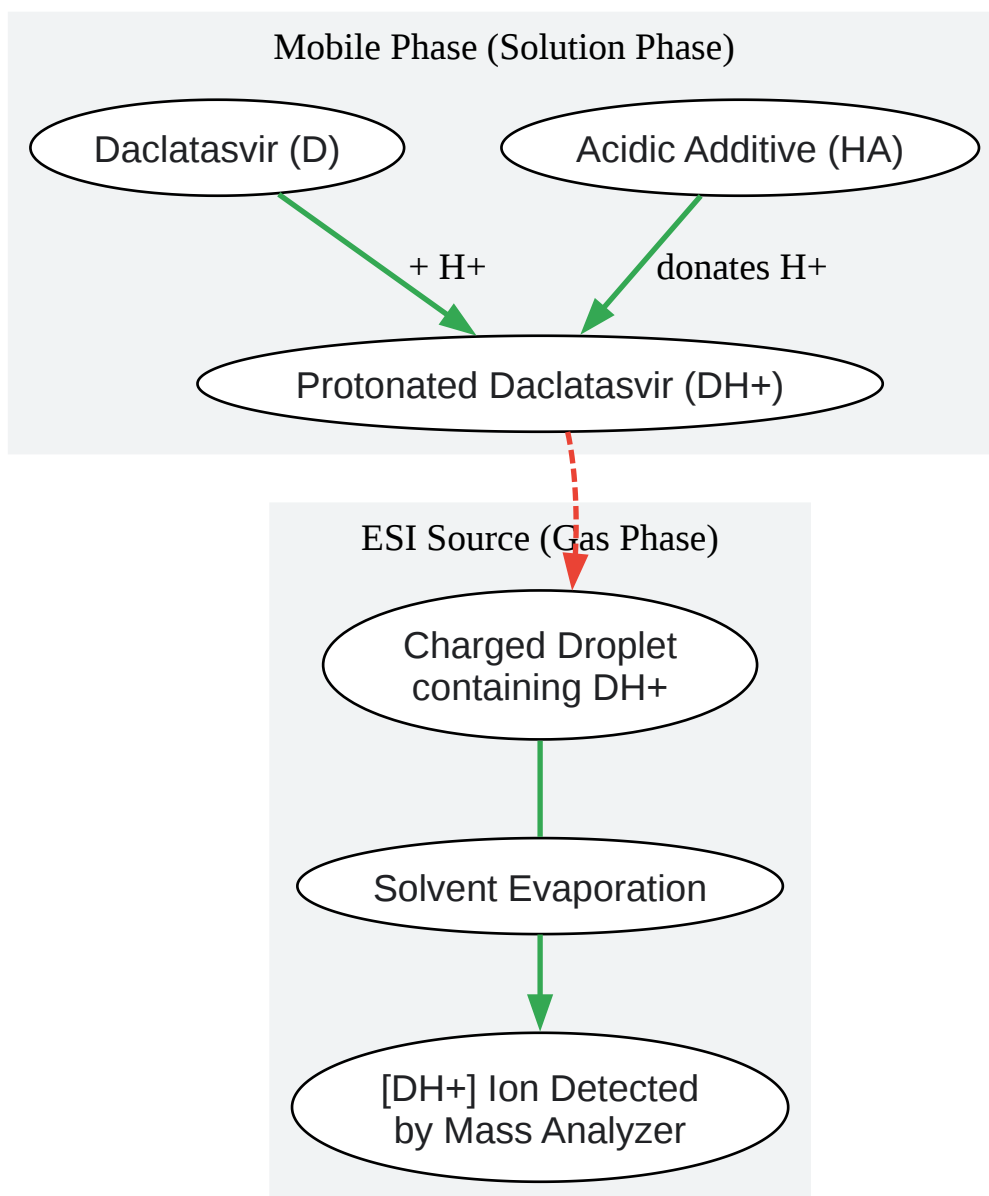 Mobile Phase (Solution Phase)
Daclatasvir (D)
Acidic Additive (HA)
+ H+
donates H+
Protonated Daclatasvir (DH+)
ESI Source (Gas Phase)
Charged Droplet
containing DH+
Solvent Evaporation
[DH+] Ion Detected
by Mass Analyzer